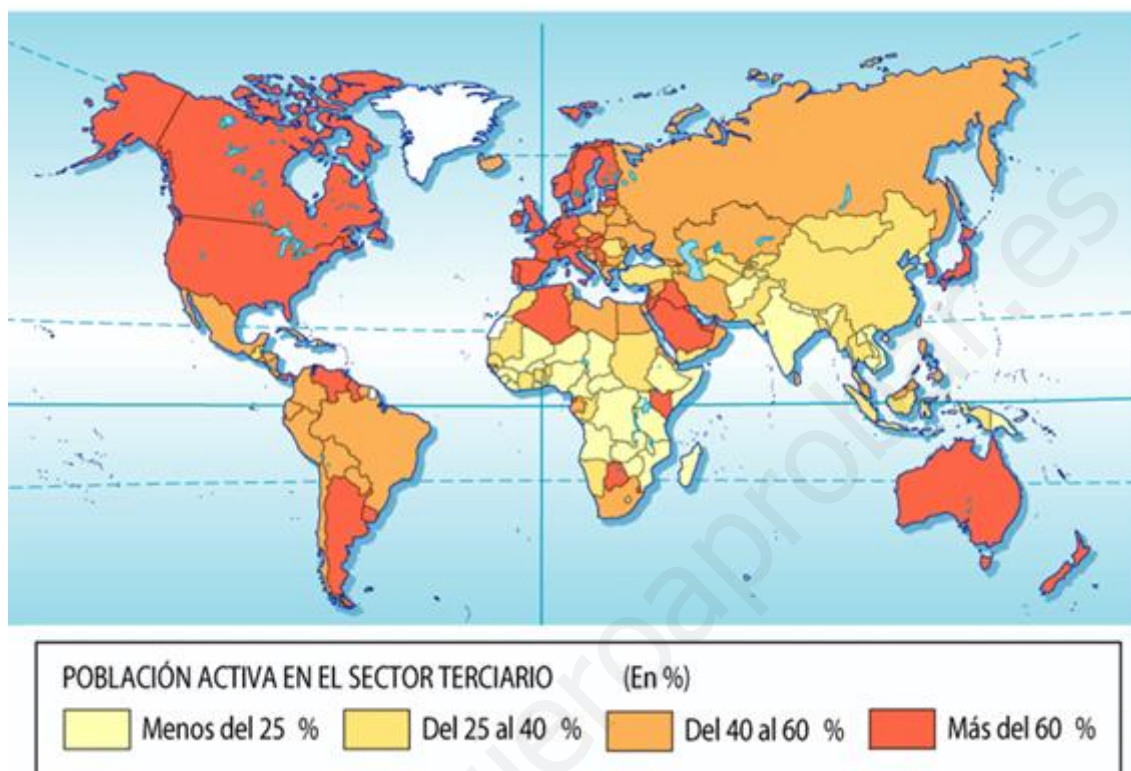 POBLACIÓN ACTIVA EN EL SECTOR TERCIARIO (En %)
Menos del 25 % Del 25 al 40 % Del 40 al 60 % Más del 60 %